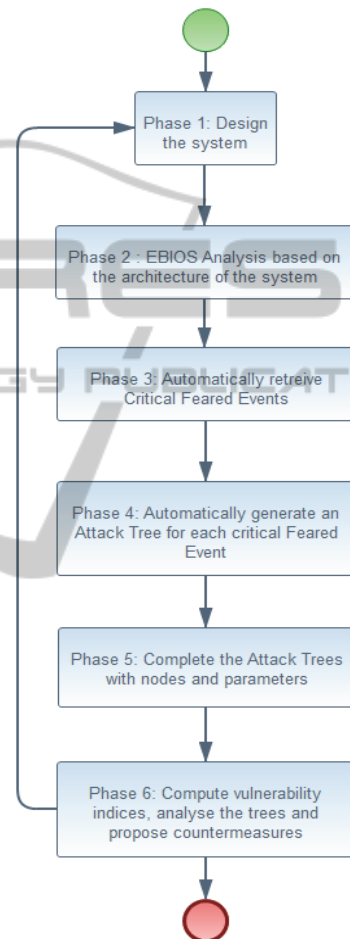 Phase 1: Design
the system
Phase 2 : EBIOS Analysis based on
the architecture of the system
Phase 3: Automatically retreive
Critical Feared Events
Phase 4: Automatically generate an
Attack Tree for each critical Feared
Event
Phase 5: Complete the Attack Trees
with nodes and parameters
Phase 6: Compute vulnerability
indices, analyse the trees and
propose countermeasures